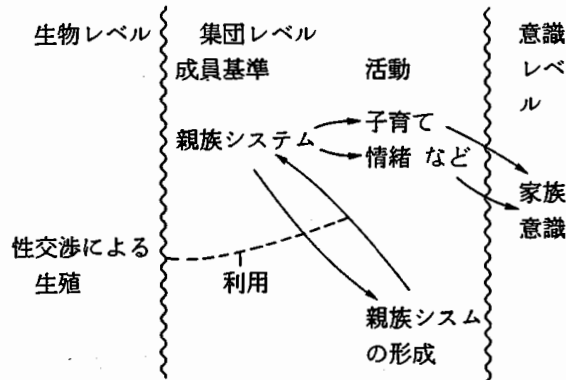 生物レベル
集団レベル
成員基準
活動
意識
レベ
ル
親族システム
子育て
情緒 など
家族
意識
性交渉による
生殖
利用
親族システム
の形成